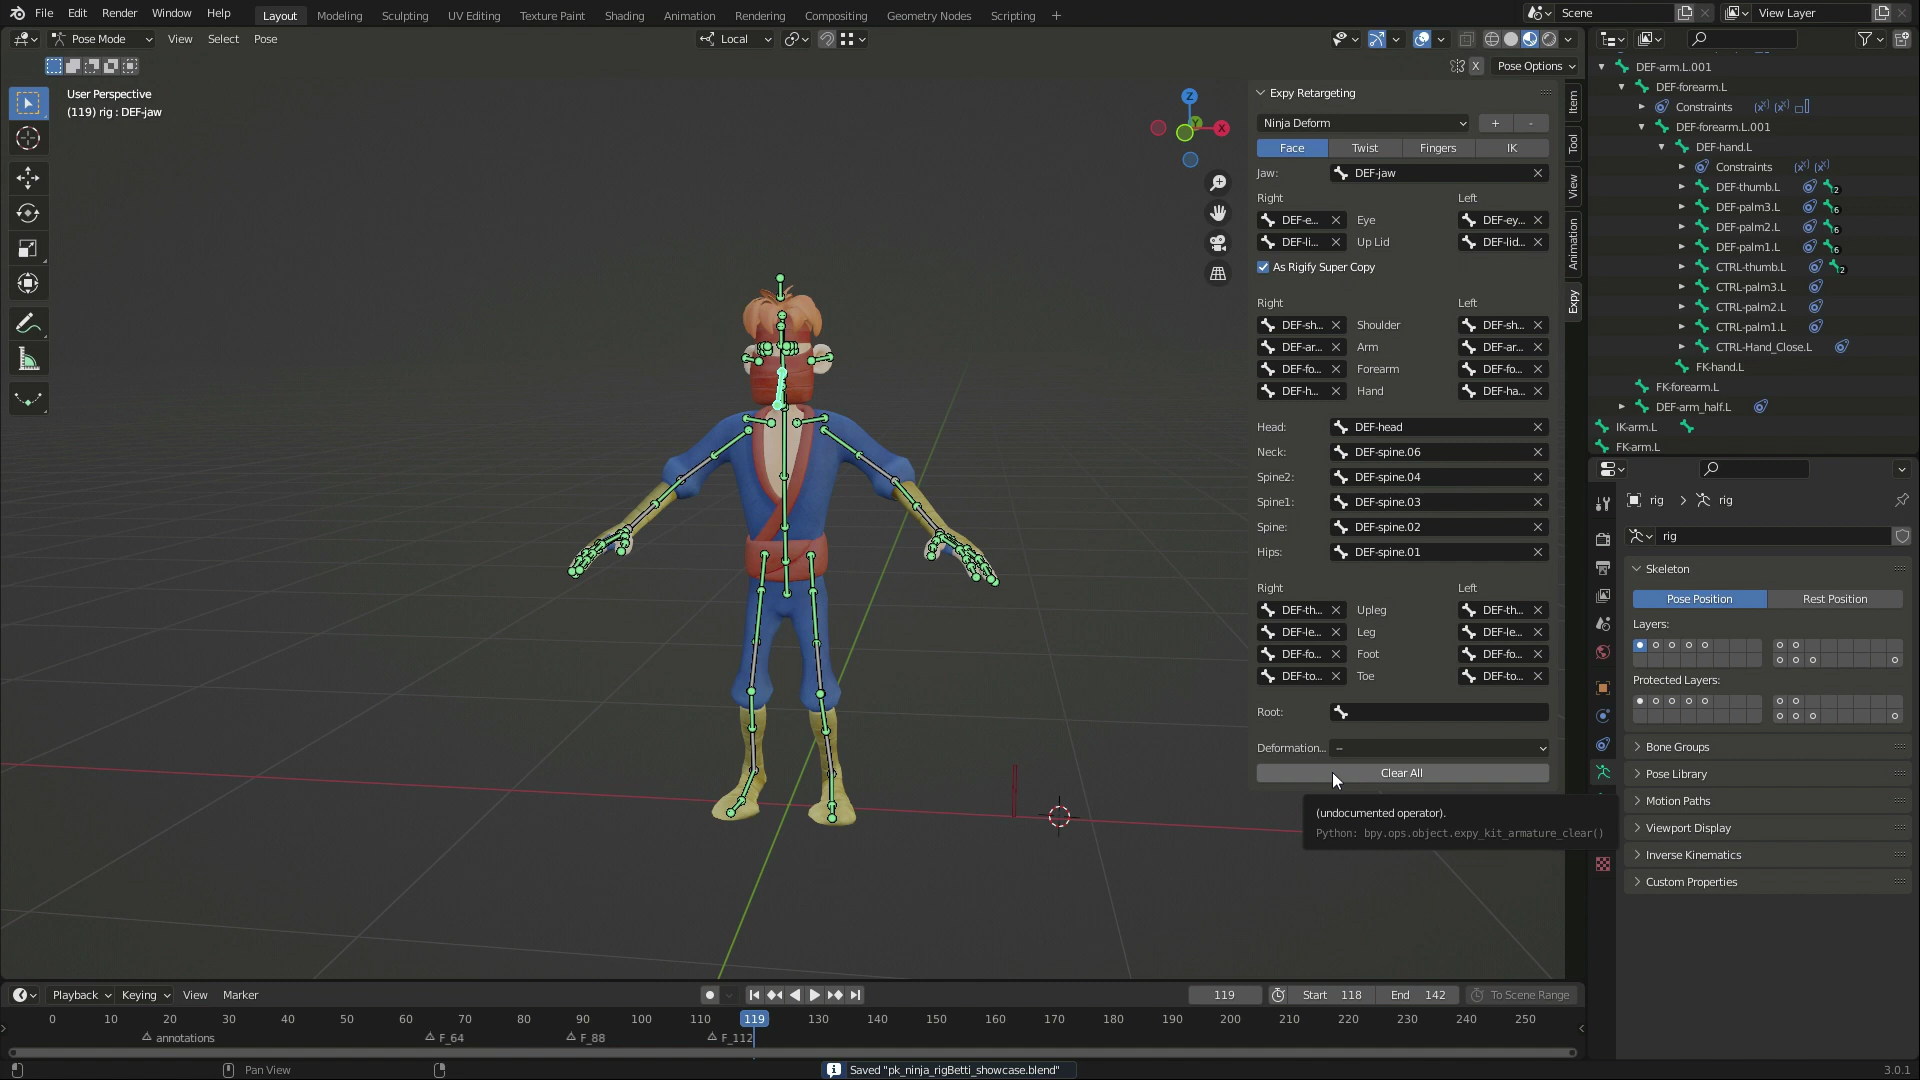 File Edit Render Window Help
Layout Modeling Sculpting UV Editing Texture Paint Shading Animation Rendering Compositing Geometry Nodes Scripting +
Scene
View Layer
Pose Mode View Select Pose
Local
X Pose Options
User Perspective
(119) rig : DEF-jaw
Z
Y
X
Item
Tool
View
Animation
Expy
Expy Retargeting
Ninja Deform + -
Face Twist Fingers IK
Jaw: DEF-jaw
Right Left
DEF-e... Eye DEF-ey...
DEF-li... Up Lid DEF-lid...
As Rigify Super Copy
Right Left
DEF-sh... Shoulder DEF-sh...
DEF-ar... Arm DEF-ar...
DEF-fo... Forearm DEF-fo...
DEF-h... Hand DEF-ha...
Head: DEF-head
Neck: DEF-spine.06
Spine2: DEF-spine.04
Spine1: DEF-spine.03
Spine: DEF-spine.02
Hips: DEF-spine.01
Right Left
DEF-th... Upleg DEF-th...
DEF-le... Leg DEF-le...
DEF-fo... Foot DEF-fo...
DEF-to... Toe DEF-to...
Root:
Deformation... --
Clear All
(undocumented operator).
Python: bpy.ops.object.expy_kit_armature_clear()
DEF-arm.L.001
DEF-forearm.L
Constraints
DEF-forearm.L.001
DEF-hand.L
Constraints
DEF-thumb.L 2
DEF-palm3.L 6
DEF-palm2.L 6
DEF-palm1.L 6
CTRL-thumb.L 2
CTRL-palm3.L
CTRL-palm2.L
CTRL-palm1.L
CTRL-Hand_Close.L
FK-hand.L
FK-forearm.L
DEF-arm_half.L
IK-arm.L
FK-arm.L
rig > rig
rig
Skeleton
Pose Position Rest Position
Layers:
Protected Layers:
Bone Groups
Pose Library
Motion Paths
Viewport Display
Inverse Kinematics
Custom Properties
Playback Keying View Marker
119 Start 118 End 142 To Scene Range
0 10 20 30 40 50 60 70 80 90 100 110 119 130 140 150 160 170 180 190 200 210 220 230 240 250
annotations F_64 F_88 F_112
Pan View
Saved "pk_ninja_rigBetti_showcase.blend"
3.0.1